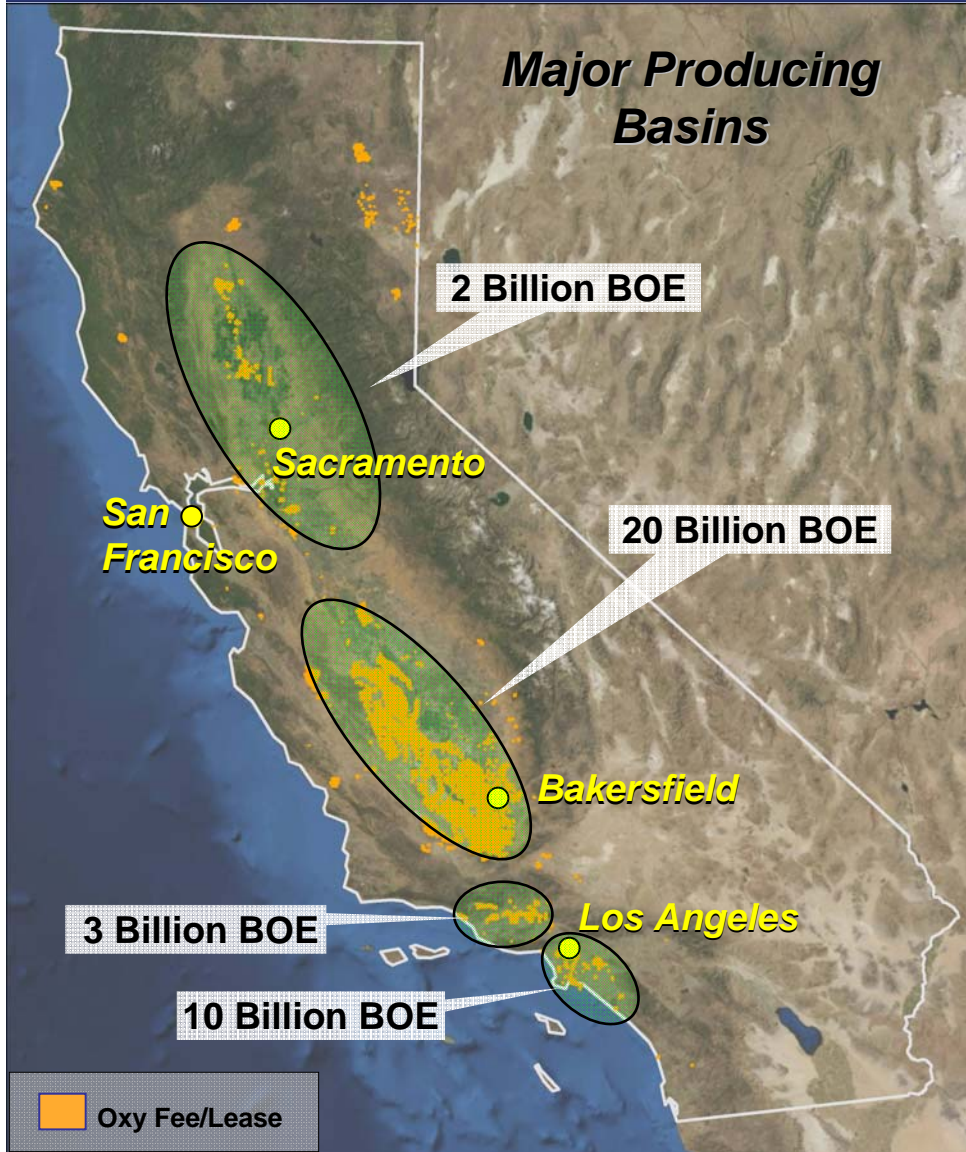 Major Producing
Basins
2 Billion BOE
Sacramento
San
Francisco
20 Billion BOE
Bakersfield
3 Billion BOE
Los Angeles
10 Billion BOE
Oxy Fee/Lease